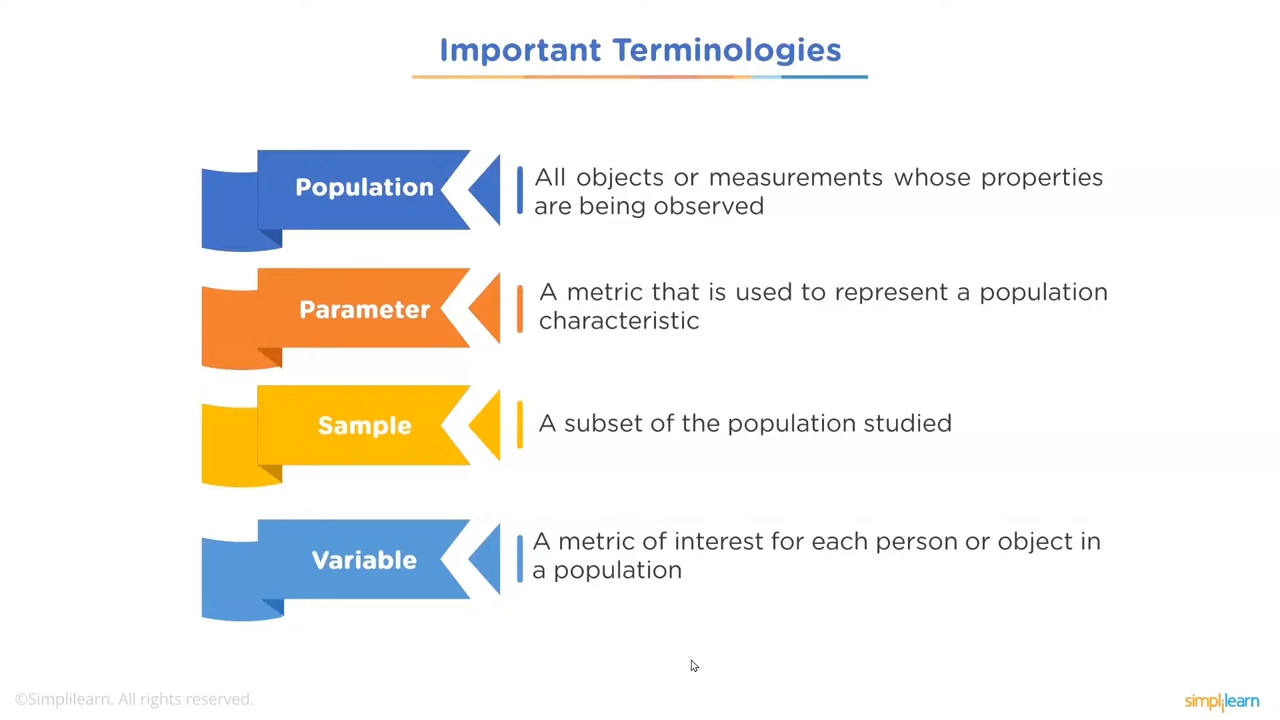 Important Terminologies
Population
All objects or measurements whose properties
are being observed
Parameter
A metric that is used to represent a population
characteristic
Sample
A subset of the population studied
Variable
A metric of interest for each person or object in
a population
©Simplilearn. All rights reserved.
simplilearn